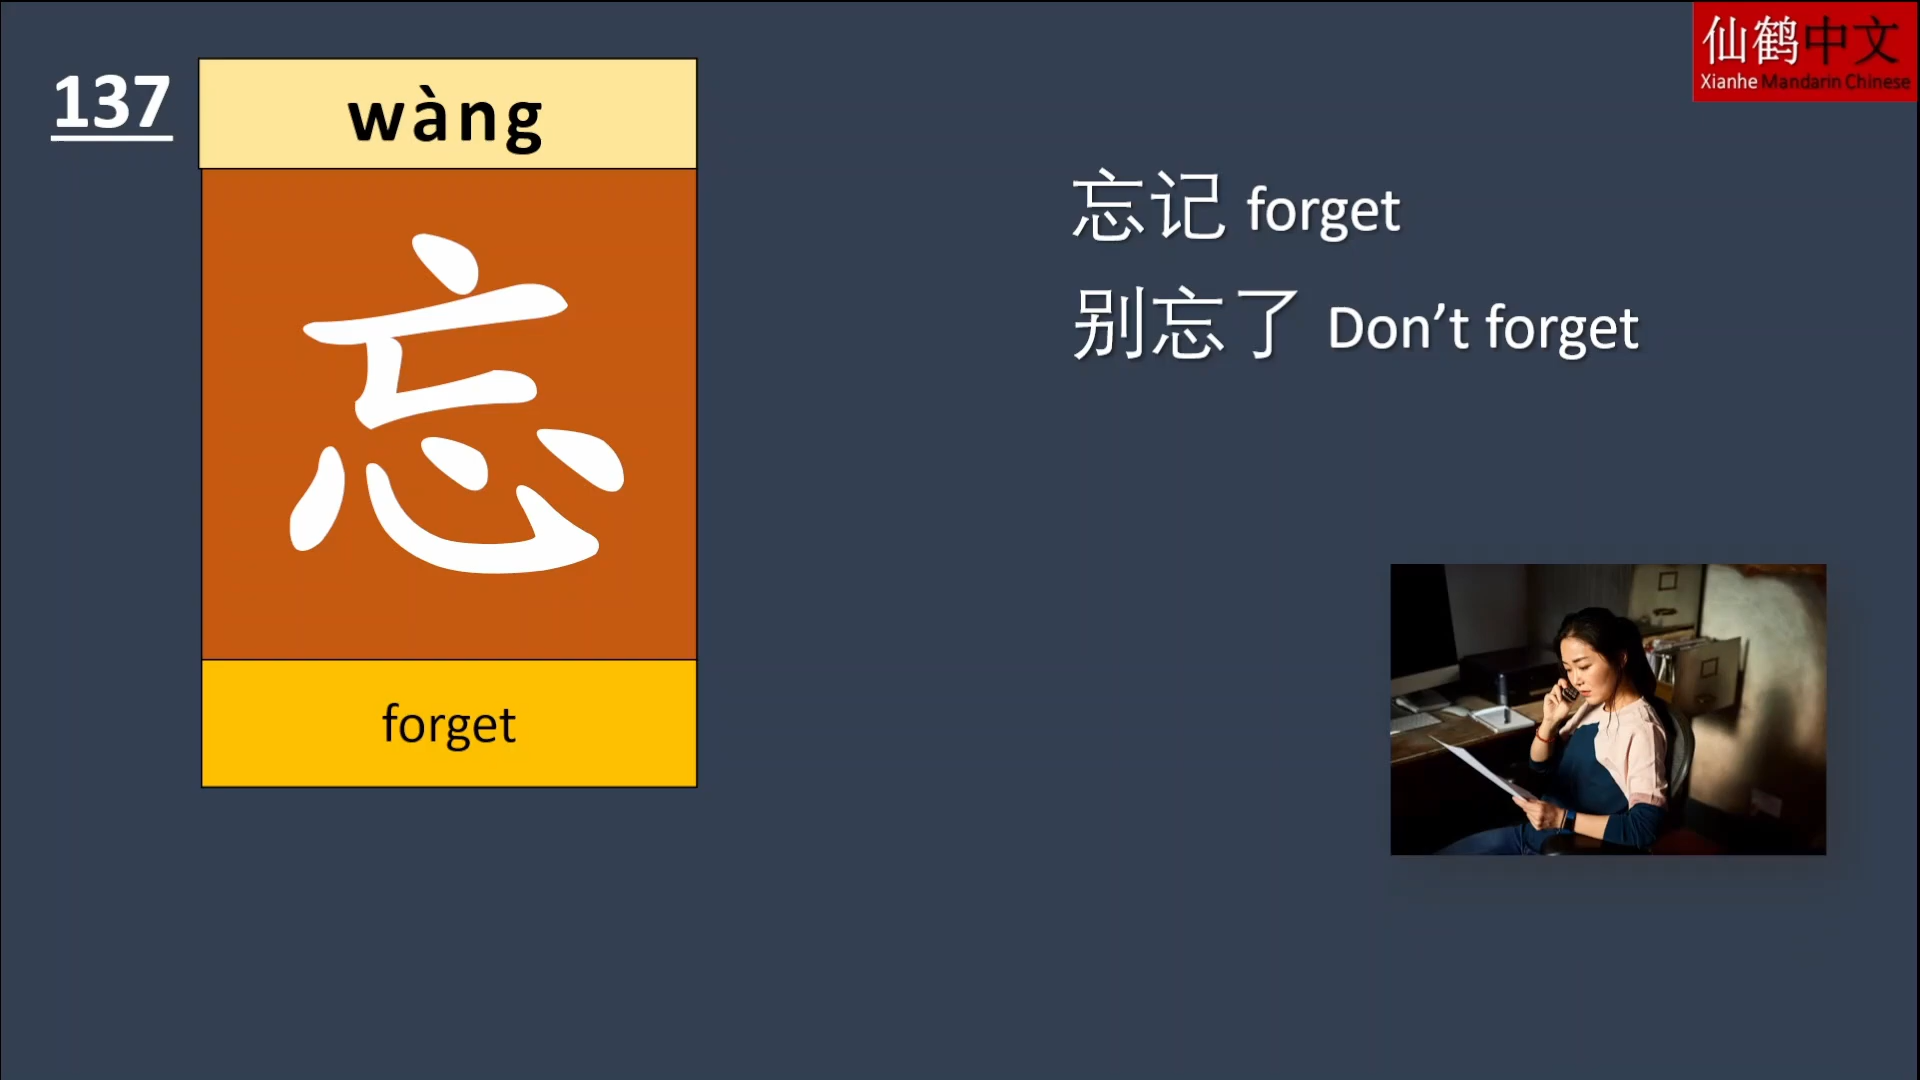 137
wàng
忘
forget
忘记 forget
别忘了 Don’t forget
仙鹤中文
Xianhe Mandarin Chinese